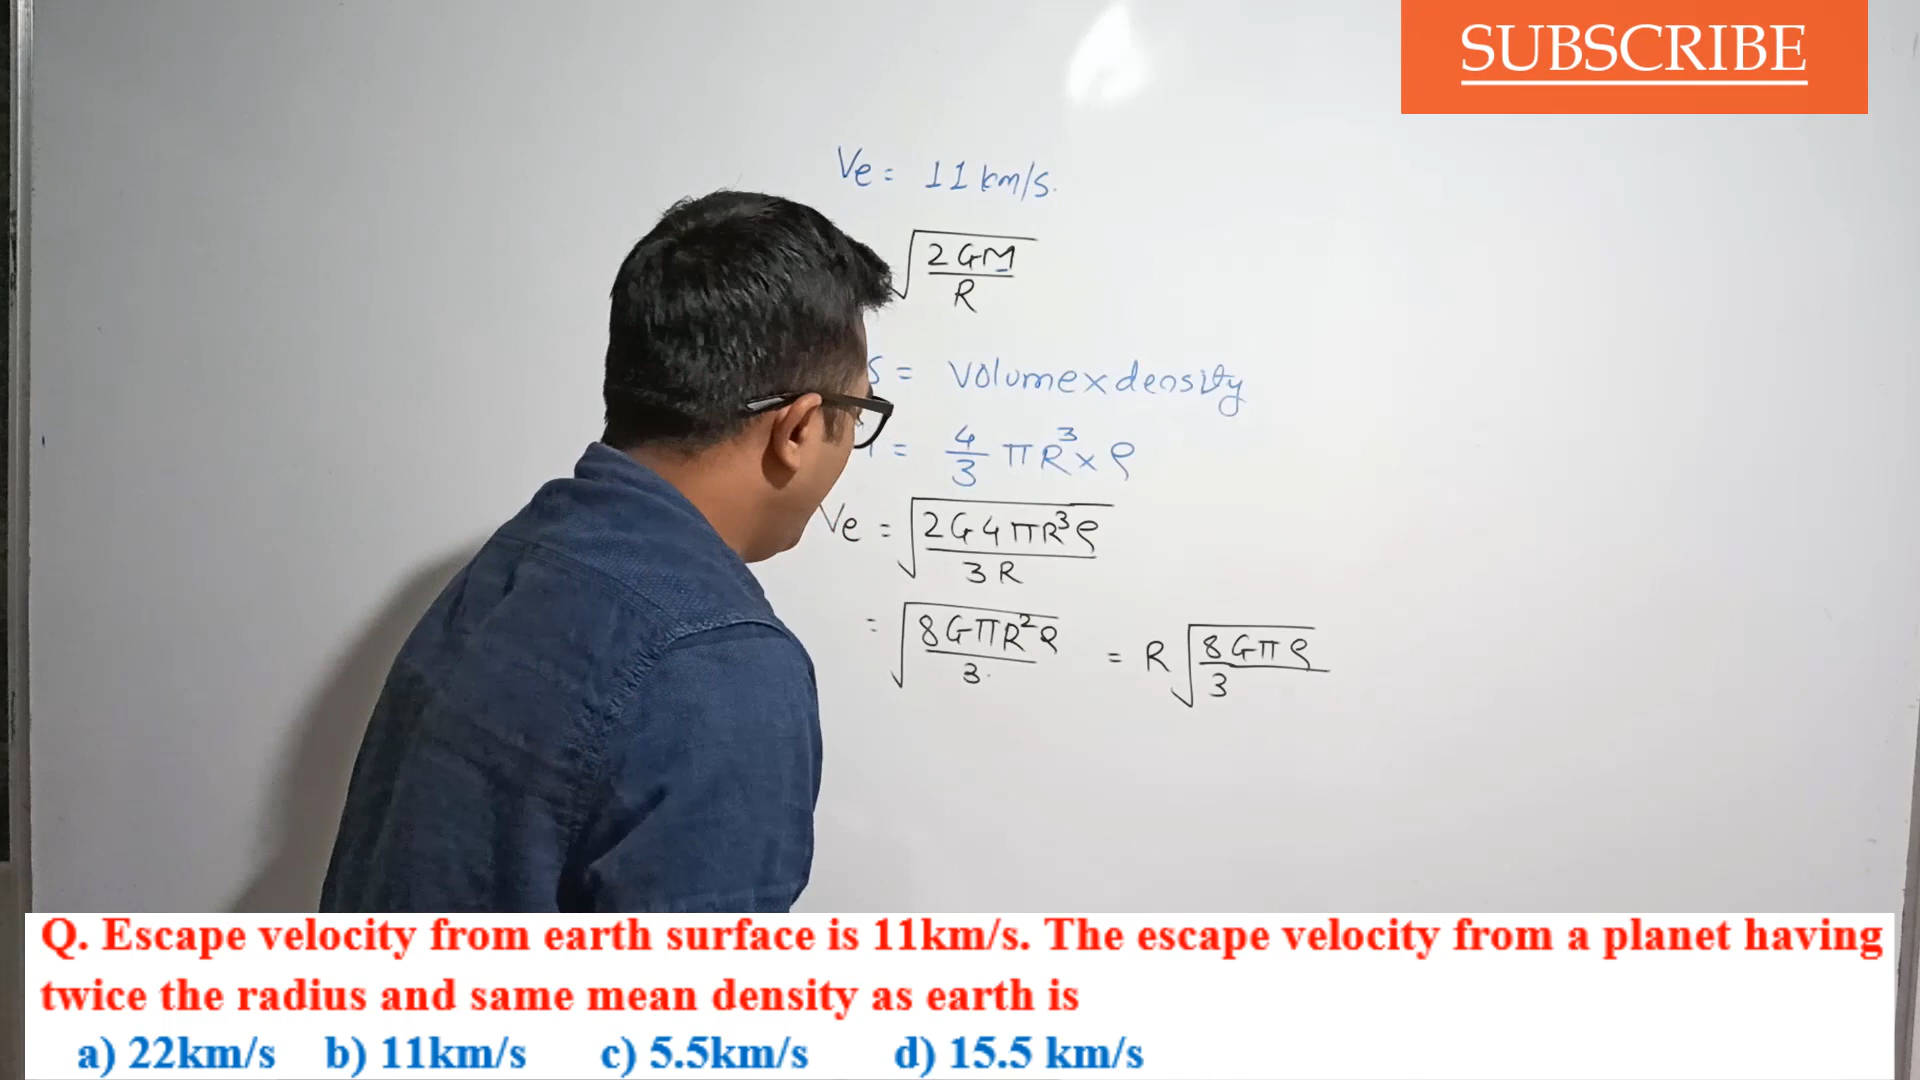 SUBSCRIBE
Ve = 11 km/s.
√(2GM/R)
s = volume x density
= 4/3 πR³ x ρ
Ve = √(2G4πR³ρ/3R)
= √(8GπR²ρ/3.) = R √(8Gπρ/3)
Q. Escape velocity from earth surface is 11km/s. The escape velocity from a planet having
twice the radius and same mean density as earth is
a) 22km/s b) 11km/s c) 5.5km/s d) 15.5 km/s